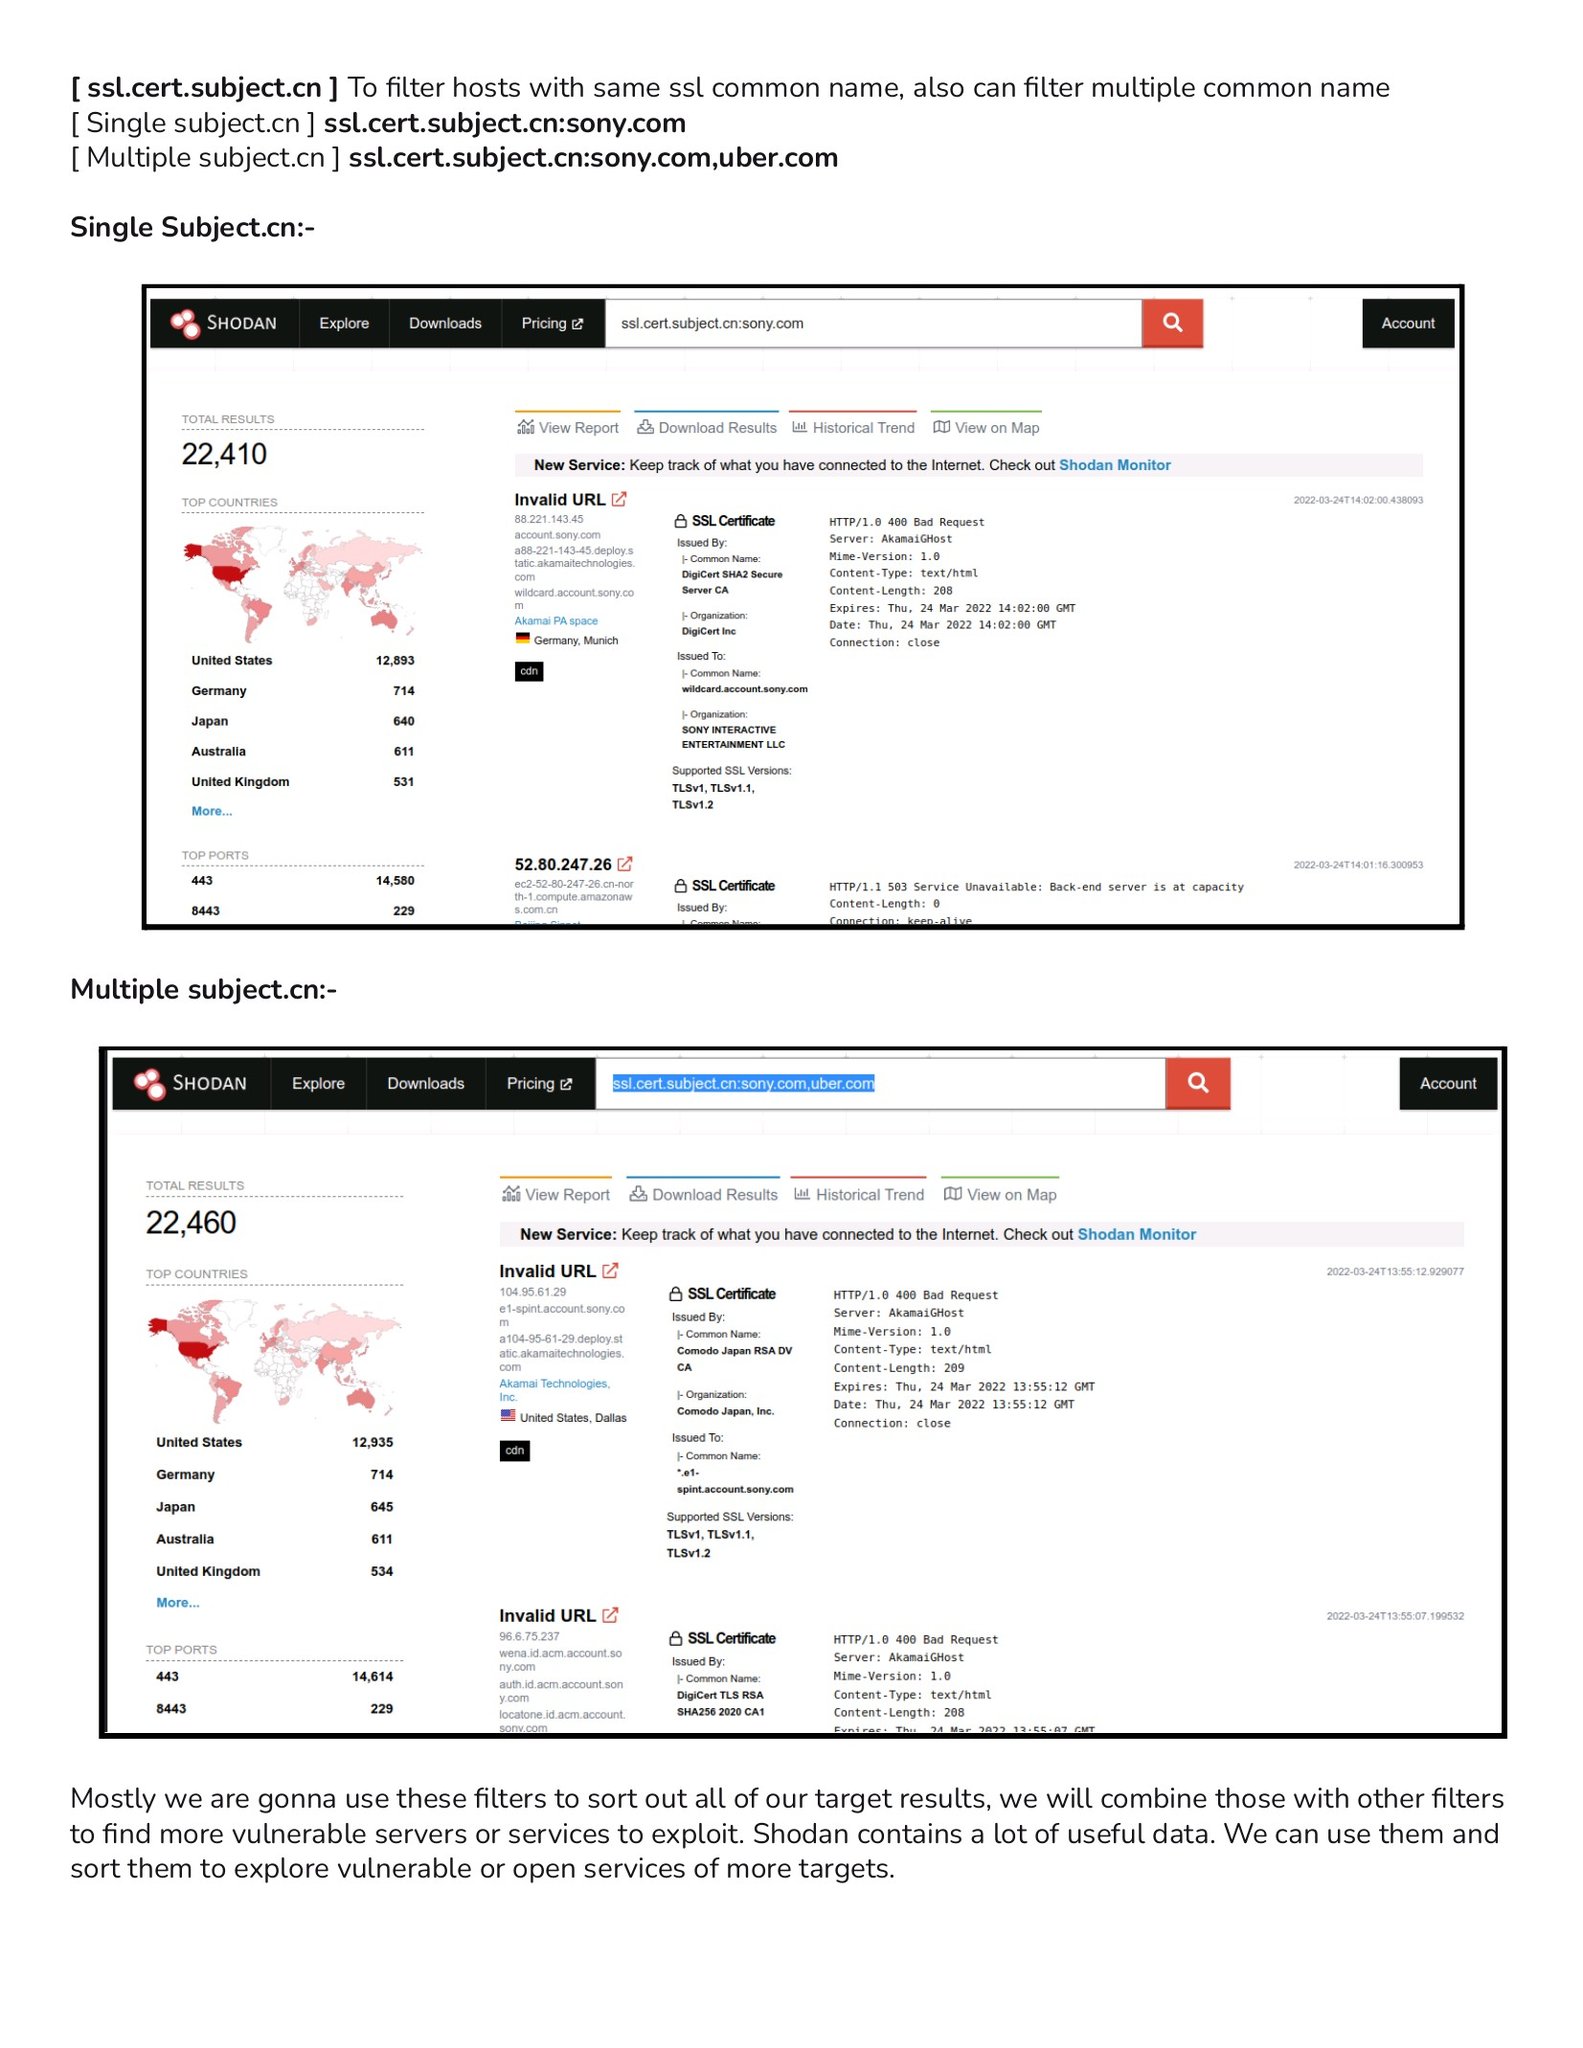 [ ssl.cert.subject.cn ] To filter hosts with same ssl common name, also can filter multiple common name
[ Single subject.cn ] ssl.cert.subject.cn:sony.com
[ Multiple subject.cn ] ssl.cert.subject.cn:sony.com,uber.com
Single Subject.cn:-
SHODAN Explore Downloads Pricing ssl.cert.subject.cn:sony.com Account
TOTAL RESULTS
22,410
TOP COUNTRIES
United States 12,893
Germany 714
Japan 640
Australia 611
United Kingdom 531
More...
TOP PORTS
443 14,580
8443 229
View Report Download Results Historical Trend View on Map
New Service: Keep track of what you have connected to the Internet. Check out Shodan Monitor
Invalid URL
2022-03-24T14:02:00.438093
88.221.143.45
account.sony.com
a88-221-143-45.deploy.s
tatic.akamaitechnologies.
com
wildcard.account.sony.co
m
Akamai PA space
Germany, Munich
cdn
SSL Certificate
Issued By:
|- Common Name:
DigiCert SHA2 Secure
Server CA
|- Organization:
DigiCert Inc
Issued To:
|- Common Name:
wildcard.account.sony.com
|- Organization:
SONY INTERACTIVE
ENTERTAINMENT LLC
Supported SSL Versions:
TLSv1, TLSv1.1,
TLSv1.2
HTTP/1.0 400 Bad Request
Server: AkamaiGHost
Mime-Version: 1.0
Content-Type: text/html
Content-Length: 208
Expires: Thu, 24 Mar 2022 14:02:00 GMT
Date: Thu, 24 Mar 2022 14:02:00 GMT
Connection: close
52.80.247.26
2022-03-24T14:01:16.300953
ec2-52-80-247-26.cn-nor
th-1.compute.amazonaw
s.com.cn
Beijing Sinnet
SSL Certificate
Issued By:
|- Common Name:
HTTP/1.1 503 Service Unavailable: Back-end server is at capacity
Content-Length: 0
Connection: keep-alive
Multiple subject.cn:-
SHODAN Explore Downloads Pricing ssl.cert.subject.cn:sony.com,uber.com Account
TOTAL RESULTS
22,460
TOP COUNTRIES
United States 12,935
Germany 714
Japan 645
Australia 611
United Kingdom 534
More...
TOP PORTS
443 14,614
8443 229
View Report Download Results Historical Trend View on Map
New Service: Keep track of what you have connected to the Internet. Check out Shodan Monitor
Invalid URL
2022-03-24T13:55:12.929077
104.95.61.29
e1-spint.account.sony.co
m
a104-95-61-29.deploy.st
atic.akamaitechnologies.
com
Akamai Technologies,
Inc.
United States, Dallas
cdn
SSL Certificate
Issued By:
|- Common Name:
Comodo Japan RSA DV
CA
|- Organization:
Comodo Japan, Inc.
Issued To:
|- Common Name:
*.e1-
spint.account.sony.com
Supported SSL Versions:
TLSv1, TLSv1.1,
TLSv1.2
HTTP/1.0 400 Bad Request
Server: AkamaiGHost
Mime-Version: 1.0
Content-Type: text/html
Content-Length: 209
Expires: Thu, 24 Mar 2022 13:55:12 GMT
Date: Thu, 24 Mar 2022 13:55:12 GMT
Connection: close
Invalid URL
2022-03-24T13:55:07.199532
96.6.75.237
wena.id.acm.account.so
ny.com
auth.id.acm.account.son
y.com
locatone.id.acm.account.
sony.com
SSL Certificate
Issued By:
|- Common Name:
DigiCert TLS RSA
SHA256 2020 CA1
HTTP/1.0 400 Bad Request
Server: AkamaiGHost
Mime-Version: 1.0
Content-Type: text/html
Content-Length: 208
Expires: Thu, 24 Mar 2022 13:55:07 GMT
Mostly we are gonna use these filters to sort out all of our target results, we will combine those with other filters
to find more vulnerable servers or services to exploit. Shodan contains a lot of useful data. We can use them and
sort them to explore vulnerable or open services of more targets.